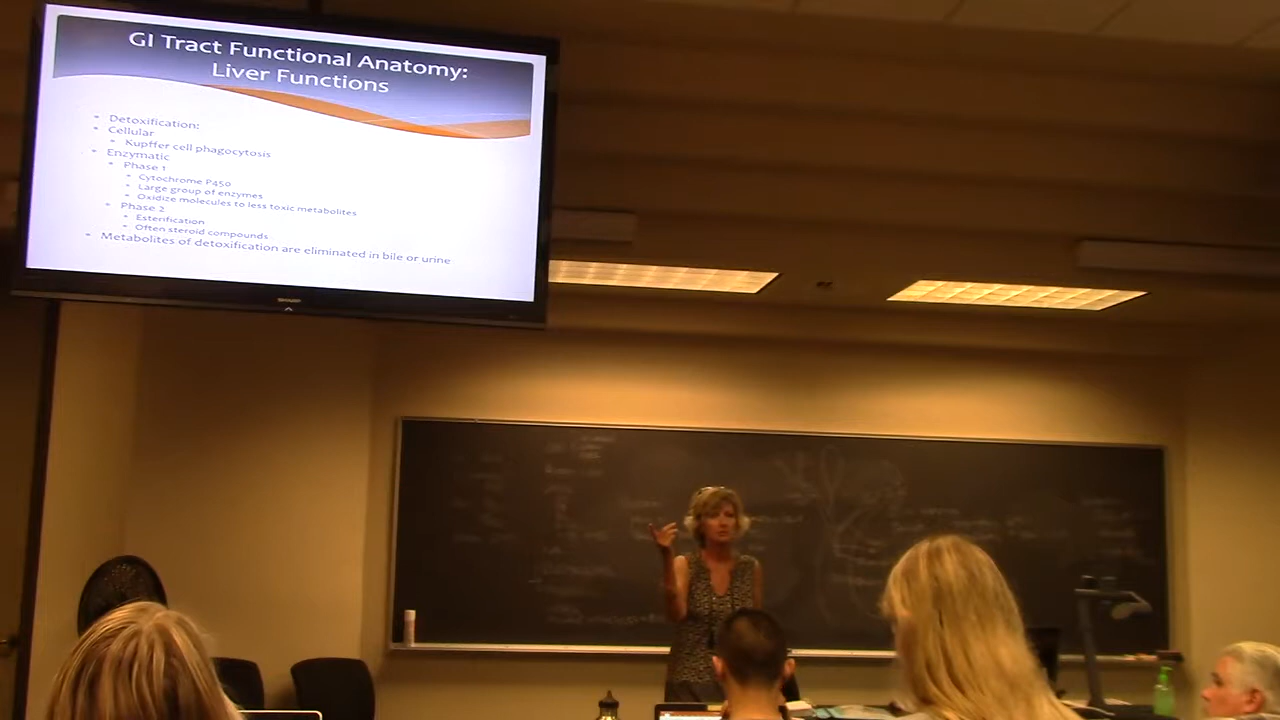 GI Tract Functional Anatomy:
Liver Functions
Detoxification:
Cellular
Kupffer cell phagocytosis
Enzymatic
Phase 1
Cytochrome P450
Large group of enzymes
Oxidize molecules to less toxic metabolites
Phase 2
Esterification
Often steroid compounds
Metabolites of detoxification are eliminated in bile or urine
SHARP